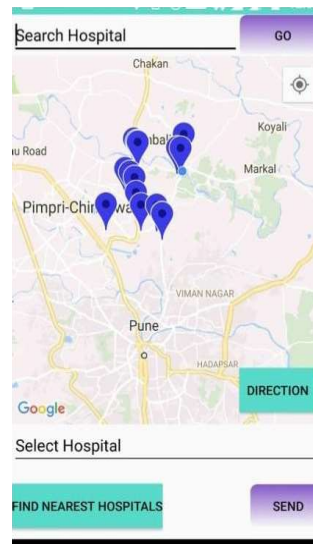 Search Hospital
GO
Chakan
Koyali
Markal
Pimpri-Chin
VIMAN NAGAR
Pune
HADAPSAR
DIRECTION
Google
Select Hospital
FIND NEAREST HOSPITALS
SEND